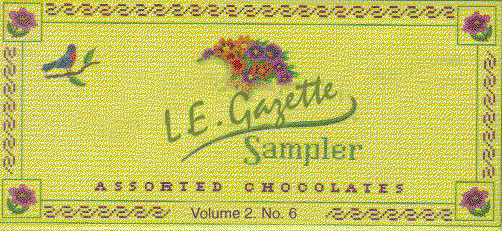 I.E. Gazette
Sampler
ASSORTED CHOCOLATES
Volume 2. No. 6